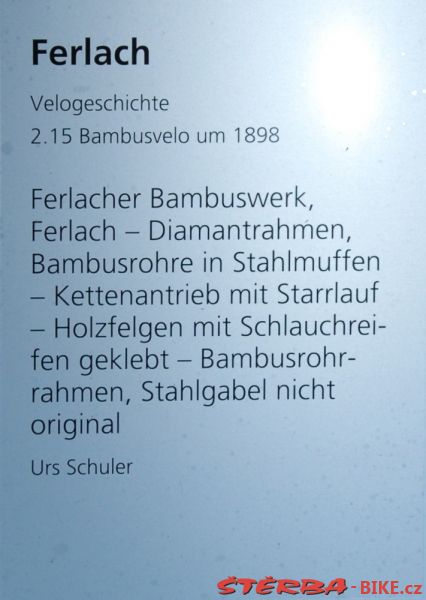 Ferlach
Velogeschichte
2.15 Bambusvelo um 1898
Ferlacher Bambuswerk,
Ferlach – Diamantrahmen,
Bambusrohre in Stahlmuffen
– Kettenantrieb mit Starrlauf
– Holzfelgen mit Schlauchrei-
fen geklebt – Bambusrohr-
rahmen, Stahlgabel nicht
original
Urs Schuler
ŠTĚRBA-BIKE.cz